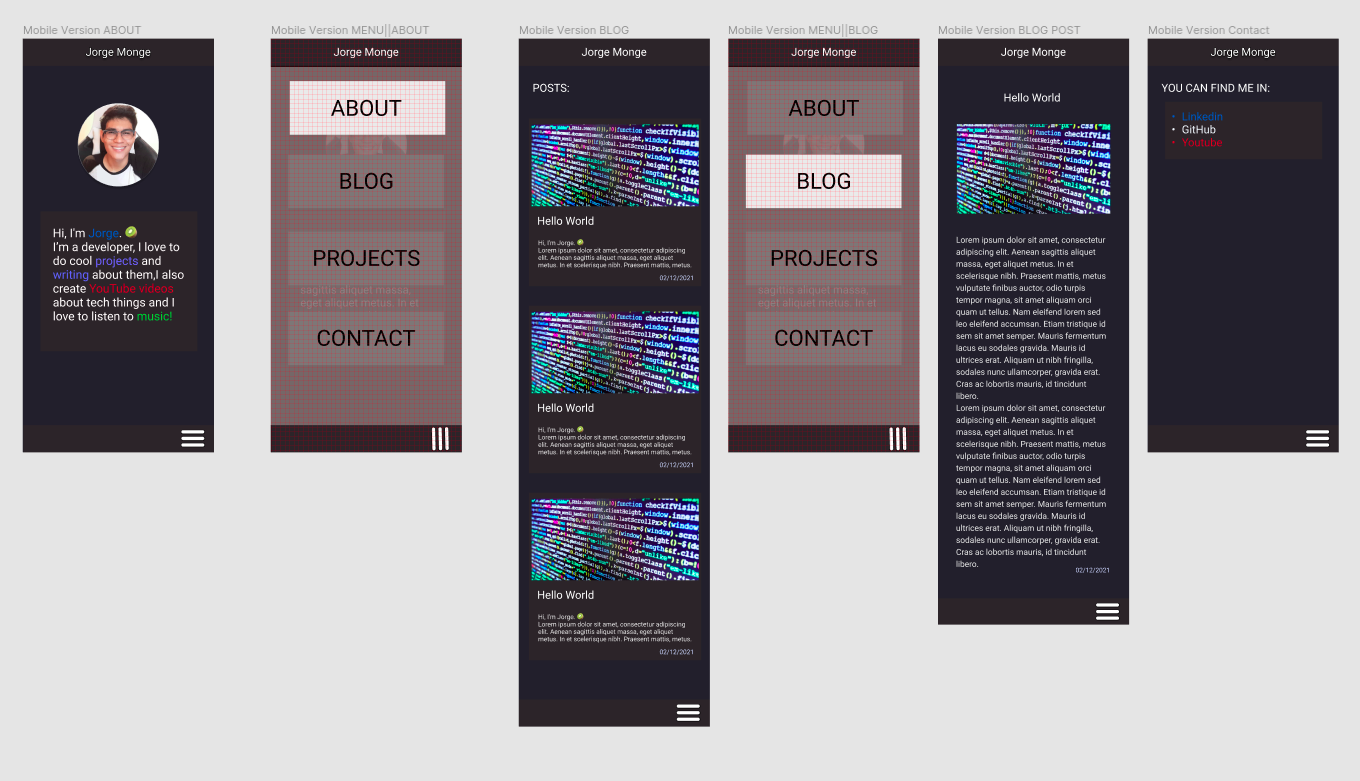 Mobile Version ABOUT
Jorge Monge
Hi, I'm Jorge. 🥝
I'm a developer, I love to
do cool projects and
writing about them,I also
create YouTube videos
about tech things and I
love to listen to music!
Mobile Version MENU||ABOUT
Jorge Monge
ABOUT
BLOG
PROJECTS
sagittis aliquet massa,
eget aliquet metus. In et
CONTACT
Mobile Version BLOG
Jorge Monge
POSTS:
Hello World
Hi, I'm Jorge. 🥝
Lorem ipsum dolor sit amet, consectetur adipiscing
elit. Aenean sagittis aliquet massa, eget aliquet
metus. In et scelerisque nibh. Praesent mattis, metus.
02/12/2021
Hello World
Hi, I'm Jorge. 🥝
Lorem ipsum dolor sit amet, consectetur adipiscing
elit. Aenean sagittis aliquet massa, eget aliquet
metus. In et scelerisque nibh. Praesent mattis, metus.
02/12/2021
Hello World
Hi, I'm Jorge. 🥝
Lorem ipsum dolor sit amet, consectetur adipiscing
elit. Aenean sagittis aliquet massa, eget aliquet
metus. In et scelerisque nibh. Praesent mattis, metus.
02/12/2021
Mobile Version MENU||BLOG
Jorge Monge
ABOUT
BLOG
PROJECTS
sagittis aliquet massa,
eget aliquet metus. In et
CONTACT
Mobile Version BLOG POST
Jorge Monge
Hello World
Lorem ipsum dolor sit amet, consectetur
adipiscing elit. Aenean sagittis aliquet
massa, eget aliquet metus. In et
scelerisque nibh. Praesent mattis, metus
vulputate finibus auctor, odio turpis
tempor magna, sit amet aliquam orci
quam ut tellus. Nam eleifend lorem sed
leo eleifend accumsan. Etiam tristique id
sem sit amet semper. Mauris fermentum
lacus eu sodales gravida. Mauris id
ultrices erat. Aliquam ut nibh fringilla,
sodales nunc ullamcorper, gravida erat.
Cras ac lobortis mauris, id tincidunt
libero.
Lorem ipsum dolor sit amet, consectetur
adipiscing elit. Aenean sagittis aliquet
massa, eget aliquet metus. In et
scelerisque nibh. Praesent mattis, metus
vulputate finibus auctor, odio turpis
tempor magna, sit amet aliquam orci
quam ut tellus. Nam eleifend lorem sed
leo eleifend accumsan. Etiam tristique id
sem sit amet semper. Mauris fermentum
lacus eu sodales gravida. Mauris id
ultrices erat. Aliquam ut nibh fringilla,
sodales nunc ullamcorper, gravida erat.
Cras ac lobortis mauris, id tincidunt
libero.
02/12/2021
Mobile Version Contact
Jorge Monge
YOU CAN FIND ME IN:
• Linkedin
• GitHub
• Youtube